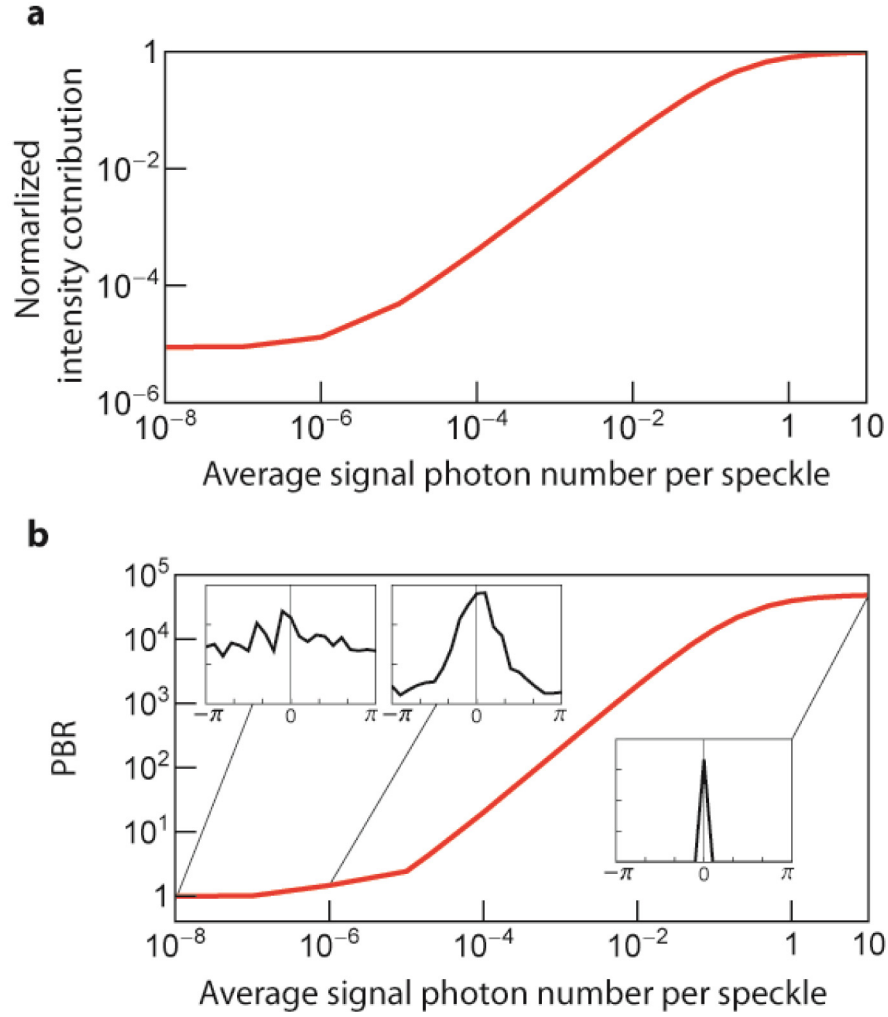 a
Normarlized
intensity cotnribution
1
10⁻²
10⁻⁴
10⁻⁶
10⁻⁸ 10⁻⁶ 10⁻⁴ 10⁻² 1 10
Average signal photon number per speckle
b
PBR
10⁵
10⁴
10³
10²
10¹
1
−π 0 π
−π 0 π
−π 0 π
10⁻⁸ 10⁻⁶ 10⁻⁴ 10⁻² 1 10
Average signal photon number per speckle